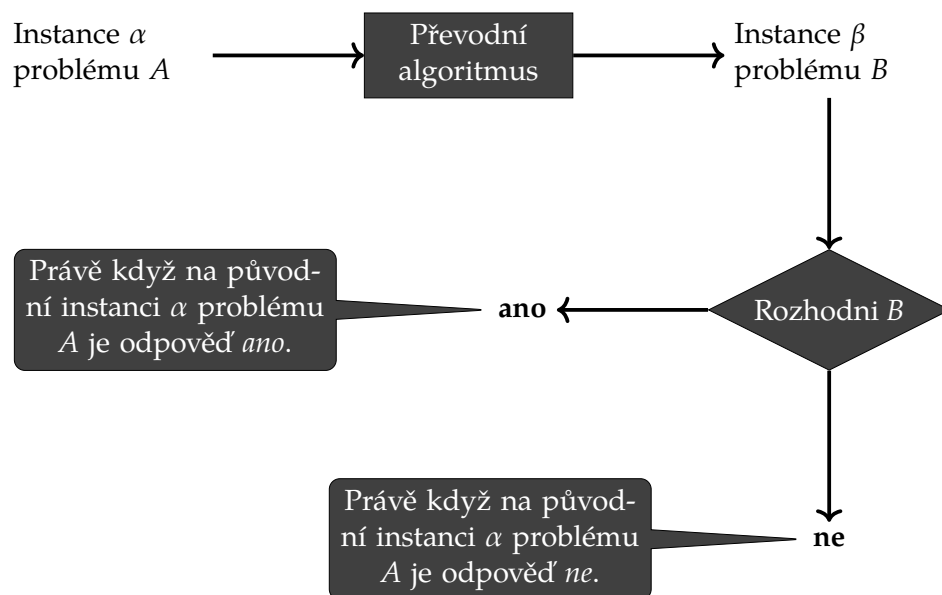 Instance α
problému A
Převodní
algoritmus
Instance β
problému B
Právě když na původ-
ní instanci α problému
A je odpověď ano.
ano
Rozhodni B
Právě když na původ-
ní instanci α problému
A je odpověď ne.
ne